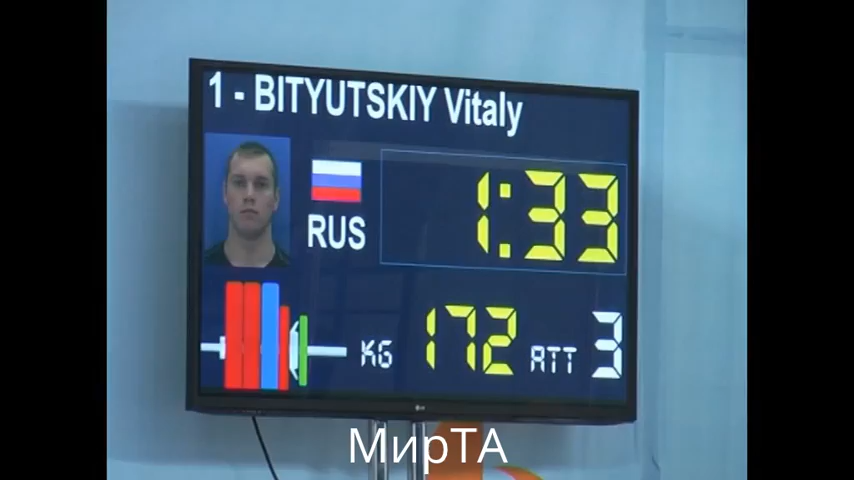 1 - BITYUTSKIY Vitaly
1:33
RUS
KG 172 ATT 3
LG
МирТА